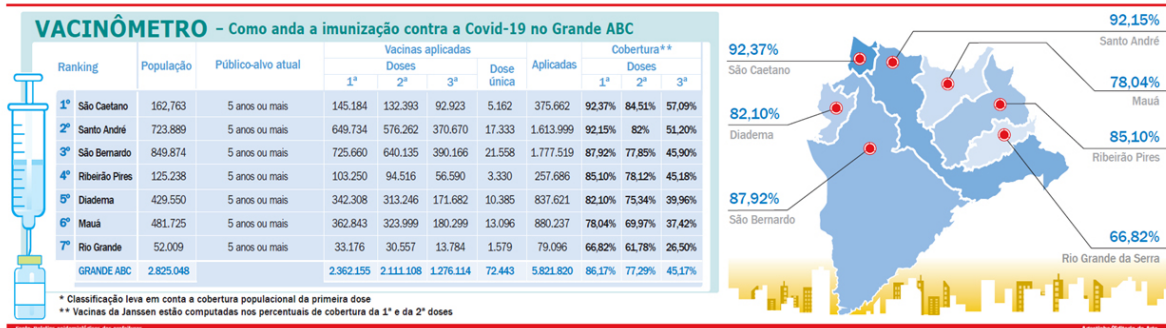 VACINÔMETRO – Como anda a imunização contra a Covid-19 no Grande ABC
Ranking População Público-alvo atual Vacinas aplicadas Aplicadas Cobertura**
Doses Dose única Doses
1ª 2ª 3ª 1ª 2ª 3ª
1º São Caetano 162,763 5 anos ou mais 145.184 132.393 92.923 5.162 375.662 92,37% 84,51% 57,09%
2º Santo André 723.889 5 anos ou mais 649.734 576.262 370.670 17.333 1.613.999 92,15% 82% 51,20%
3º São Bernardo 849.874 5 anos ou mais 725.660 640.135 390.166 21.558 1.777.519 87,92% 77,85% 45,90%
4º Ribeirão Pires 125.238 5 anos ou mais 103.250 94.516 56.590 3.330 257.686 85,10% 78,12% 45,18%
5º Diadema 429.550 5 anos ou mais 342.308 313.246 171.682 10.385 837.621 82,10% 75,34% 39,96%
6º Mauá 481.725 5 anos ou mais 362.843 323.999 180.299 13.096 880.237 78,04% 69,97% 37,42%
7º Rio Grande 52.009 5 anos ou mais 33.176 30.557 13.784 1.579 79.096 66,82% 61,78% 26,50%
GRANDE ABC 2.825.048 2.362.155 2.111.108 1.276.114 72.443 5.821.820 86,17% 77,29% 45,17%
* Classificação leva em conta a cobertura populacional da primeira dose
** Vacinas da Janssen estão computadas nos percentuais de cobertura da 1ª e da 2ª doses
92,37%
São Caetano
82,10%
Diadema
87,92%
São Bernardo
92,15%
Santo André
78,04%
Mauá
85,10%
Ribeirão Pires
66,82%
Rio Grande da Serra